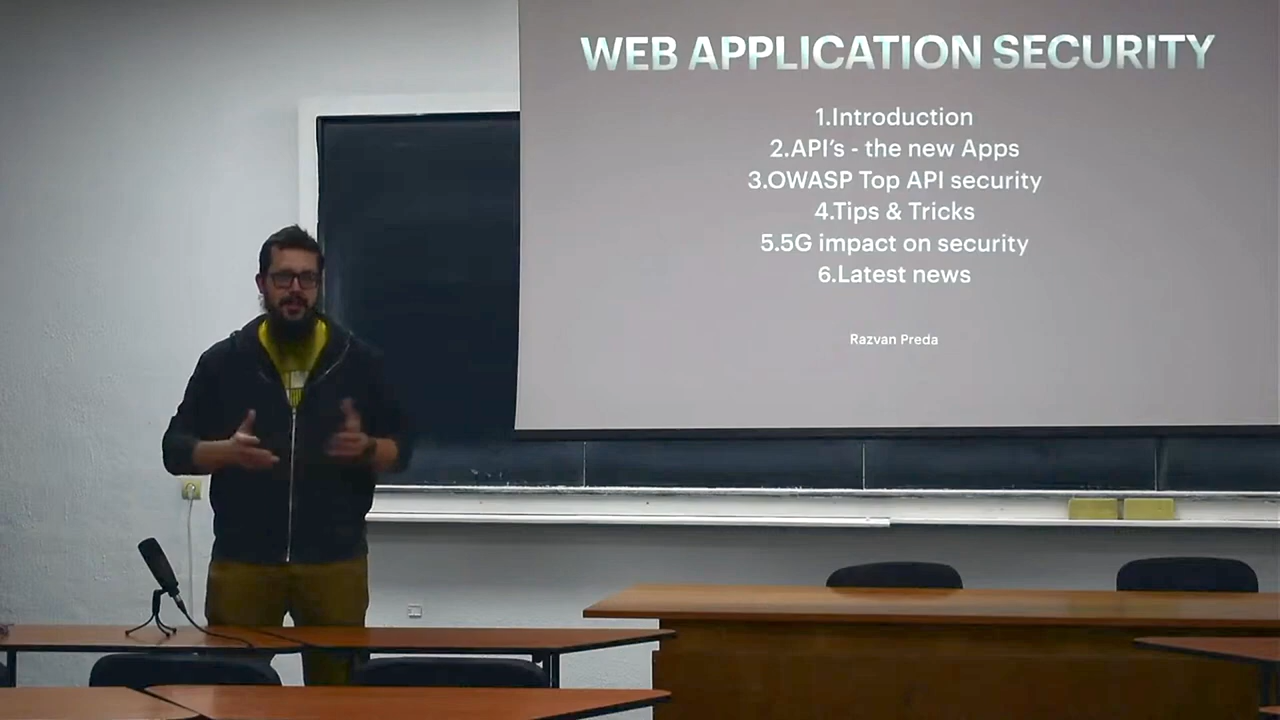 WEB APPLICATION SECURITY
1.Introduction
2.API's - the new Apps
3.OWASP Top API security
4.Tips & Tricks
5.5G impact on security
6.Latest news
Razvan Preda